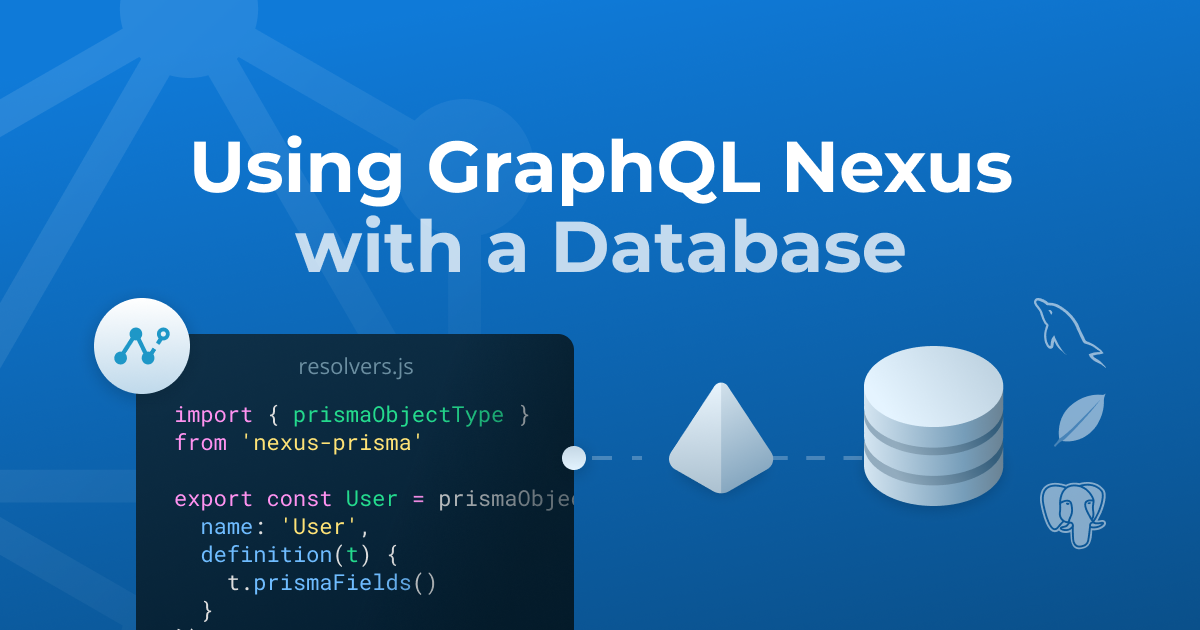 Using GraphQL Nexus
with a Database
resolvers.js
import { prismaObjectType }
from 'nexus-prisma'
export const User = prismaObjec
name: 'User',
definition(t) {
t.prismaFields()
}